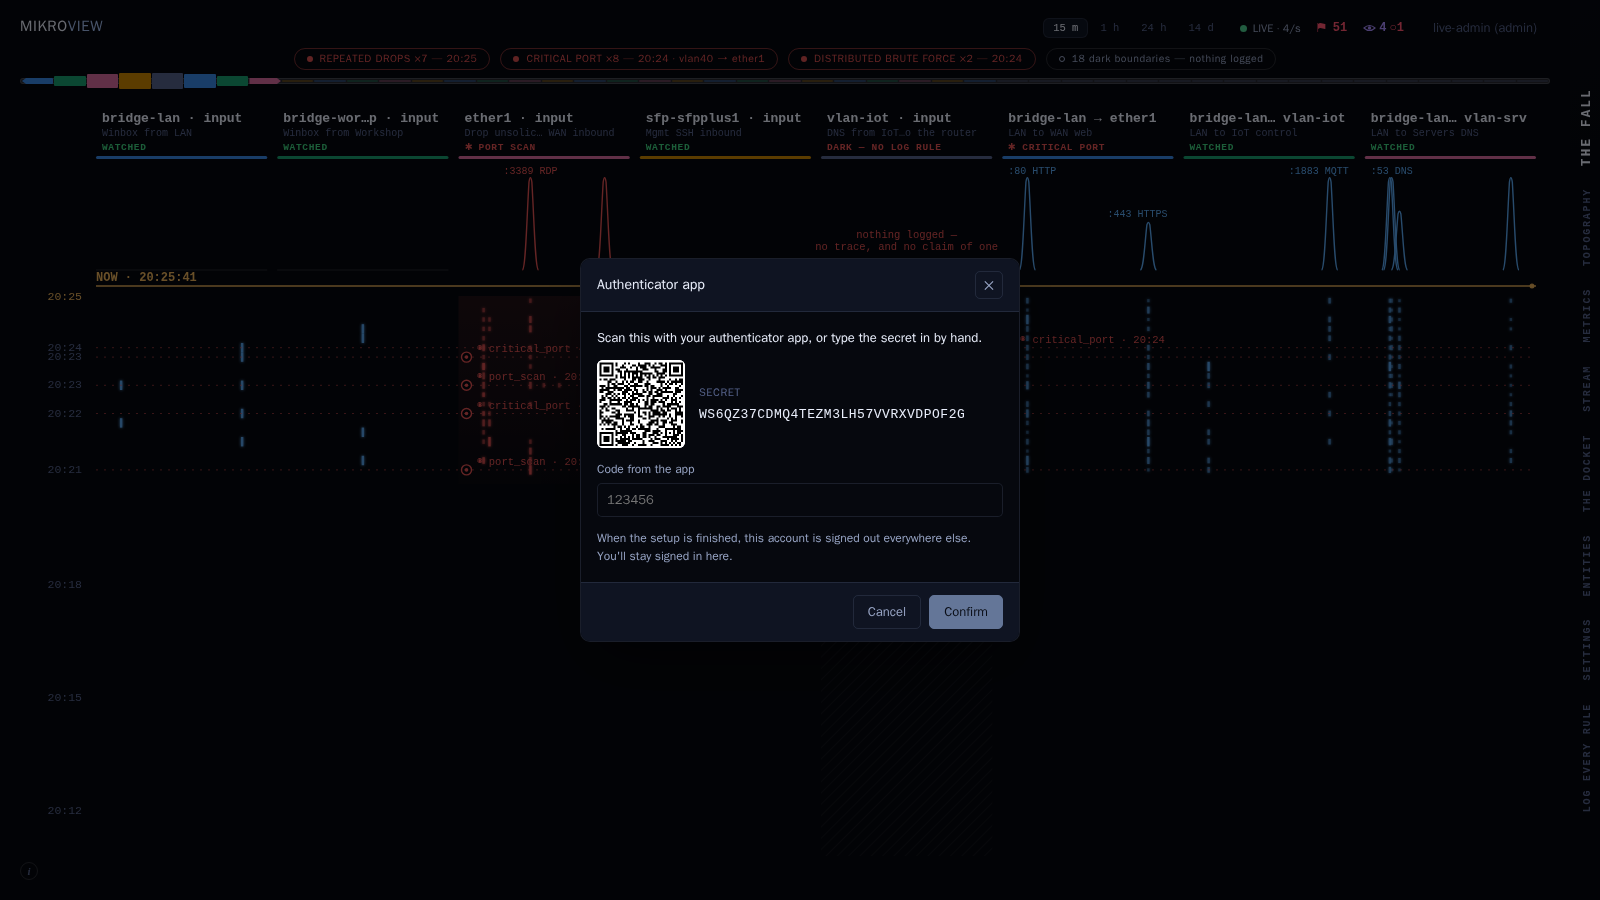 MIKROVIEW
15 m 1 h 24 h 14 d LIVE · 4/s 51 4 ○1 live-admin (admin)
REPEATED DROPS ×7 — 20:25
CRITICAL PORT ×8 — 20:24 · vlan40 → ether1
DISTRIBUTED BRUTE FORCE ×2 — 20:24
18 dark boundaries — nothing logged
bridge-lan · input
Winbox from LAN
WATCHED
bridge-wor…p · input
Winbox from Workshop
WATCHED
ether1 · input
Drop unsolic… WAN inbound
✱ PORT SCAN
sfp-sfpplus1 · input
Mgmt SSH inbound
WATCHED
vlan-iot · input
DNS from IoT…o the router
DARK — NO LOG RULE
bridge-lan → ether1
LAN to WAN web
✱ CRITICAL PORT
bridge-lan… vlan-iot
LAN to IoT control
WATCHED
bridge-lan… vlan-srv
LAN to Servers DNS
WATCHED
:3389 RDP
:80 HTTP
:443 HTTPS
:1883 MQTT
:53 DNS
nothing logged —
no trace, and no claim of one
NOW · 20:25:41
20:25
20:24
20:23
20:23
20:22
20:21
20:18
20:15
20:12
critical_port
port_scan · 20
critical_port
port_scan · 20
critical_port · 20:24
Authenticator app
Scan this with your authenticator app, or type the secret in by hand.
SECRET
WS6QZ37CDMQ4TEZM3LH57VVRXVDPOF2G
Code from the app
123456
When the setup is finished, this account is signed out everywhere else.
You'll stay signed in here.
Cancel
Confirm
THE FALL
TOPOGRAPHY
METRICS
STREAM
THE DOCKET
ENTITIES
SETTINGS
LOG EVERY RULE
i